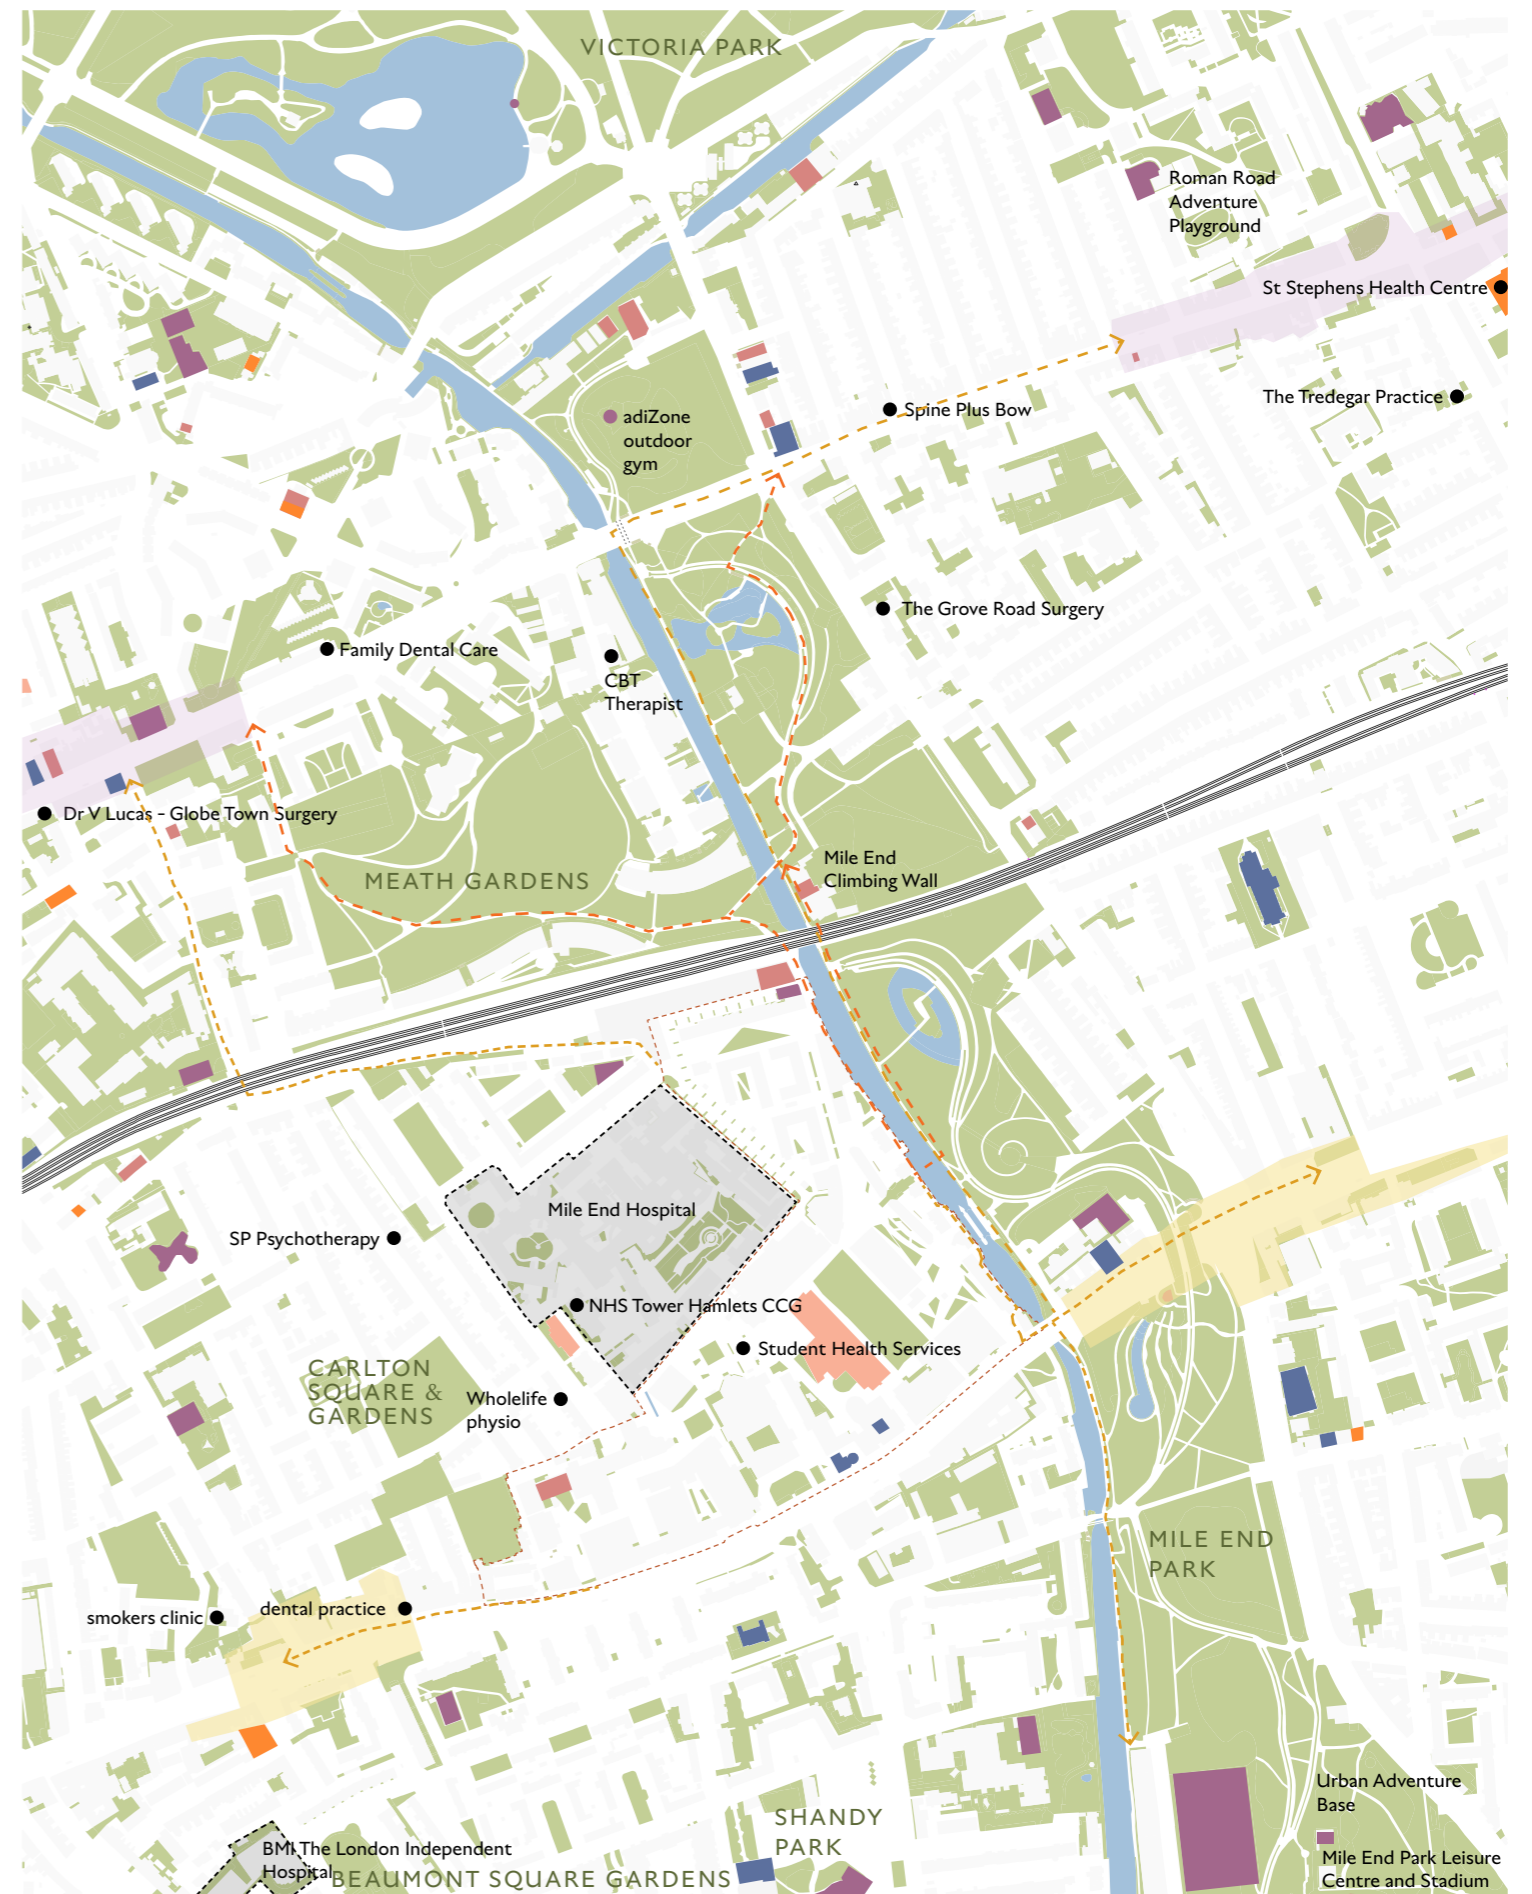 VICTORIA PARK
Roman Road
Adventure
Playground
St Stephens Health Centre
The Tredegar Practice
Spine Plus Bow
adiZone
outdoor
gym
The Grove Road Surgery
Family Dental Care
CBT
Therapist
Dr V Lucas - Globe Town Surgery
Mile End
Climbing Wall
MEATH GARDENS
Mile End Hospital
SP Psychotherapy
NHS Tower Hamlets CCG
Student Health Services
CARLTON
SQUARE &
GARDENS
Wholelife
physio
MILE END
PARK
smokers clinic
dental practice
Urban Adventure
Base
SHANDY
PARK
BMI The London Independent
Hospital
BEAUMONT SQUARE GARDENS
Mile End Park Leisure
Centre and Stadium